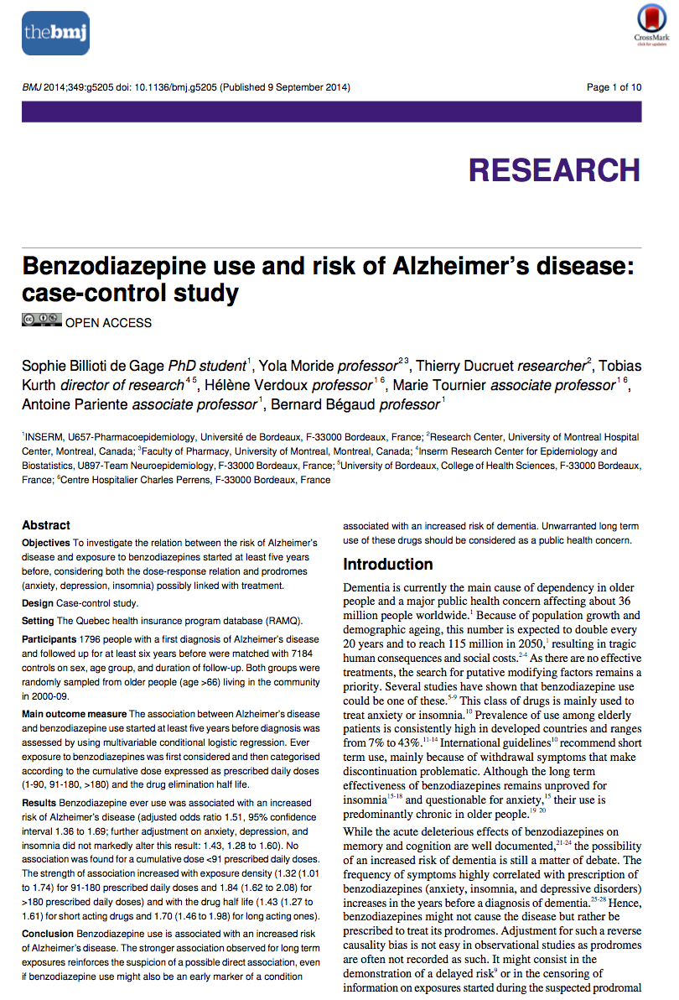 thebmj
CrossMark
click for updates
BMJ 2014;349:g5205 doi: 10.1136/bmj.g5205 (Published 9 September 2014)
Page 1 of 10
RESEARCH
Benzodiazepine use and risk of Alzheimer’s disease:
case-control study
OPEN ACCESS
Sophie Billioti de Gage PhD student1, Yola Moride professor2 3, Thierry Ducruet researcher2, Tobias
Kurth director of research4 5, Hélène Verdoux professor1 6, Marie Tournier associate professor1 6,
Antoine Pariente associate professor1, Bernard Bégaud professor1
1INSERM, U657-Pharmacoepidemiology, Université de Bordeaux, F-33000 Bordeaux, France; 2Research Center, University of Montreal Hospital
Center, Montreal, Canada; 3Faculty of Pharmacy, University of Montreal, Montreal, Canada; 4Inserm Research Center for Epidemiology and
Biostatistics, U897-Team Neuroepidemiology, F-33000 Bordeaux, France; 5University of Bordeaux, College of Health Sciences, F-33000 Bordeaux,
France; 6Centre Hospitalier Charles Perrens, F-33000 Bordeaux, France
Abstract
Objectives To investigate the relation between the risk of Alzheimer’s
disease and exposure to benzodiazepines started at least five years
before, considering both the dose-response relation and prodromes
(anxiety, depression, insomnia) possibly linked with treatment.
Design Case-control study.
Setting The Quebec health insurance program database (RAMQ).
Participants 1796 people with a first diagnosis of Alzheimer’s disease
and followed up for at least six years before were matched with 7184
controls on sex, age group, and duration of follow-up. Both groups were
randomly sampled from older people (age >66) living in the community
in 2000-09.
Main outcome measure The association between Alzheimer’s disease
and benzodiazepine use started at least five years before diagnosis was
assessed by using multivariable conditional logistic regression. Ever
exposure to benzodiazepines was first considered and then categorised
according to the cumulative dose expressed as prescribed daily doses
(1-90, 91-180, >180) and the drug elimination half life.
Results Benzodiazepine ever use was associated with an increased
risk of Alzheimer’s disease (adjusted odds ratio 1.51, 95% confidence
interval 1.36 to 1.69; further adjustment on anxiety, depression, and
insomnia did not markedly alter this result: 1.43, 1.28 to 1.60). No
association was found for a cumulative dose <91 prescribed daily doses.
The strength of association increased with exposure density (1.32 (1.01
to 1.74) for 91-180 prescribed daily doses and 1.84 (1.62 to 2.08) for
>180 prescribed daily doses) and with the drug half life (1.43 (1.27 to
1.61) for short acting drugs and 1.70 (1.46 to 1.98) for long acting ones).
Conclusion Benzodiazepine use is associated with an increased risk
of Alzheimer’s disease. The stronger association observed for long term
exposures reinforces the suspicion of a possible direct association, even
if benzodiazepine use might also be an early marker of a condition
associated with an increased risk of dementia. Unwarranted long term
use of these drugs should be considered as a public health concern.
Introduction
Dementia is currently the main cause of dependency in older
people and a major public health concern affecting about 36
million people worldwide.1 Because of population growth and
demographic ageing, this number is expected to double every
20 years and to reach 115 million in 2050,1 resulting in tragic
human consequences and social costs.2-4 As there are no effective
treatments, the search for putative modifying factors remains a
priority. Several studies have shown that benzodiazepine use
could be one of these.5-9 This class of drugs is mainly used to
treat anxiety or insomnia.10 Prevalence of use among elderly
patients is consistently high in developed countries and ranges
from 7% to 43%.11-14 International guidelines10 recommend short
term use, mainly because of withdrawal symptoms that make
discontinuation problematic. Although the long term
effectiveness of benzodiazepines remains unproved for
insomnia15-18 and questionable for anxiety,15 their use is
predominantly chronic in older people.19 20
While the acute deleterious effects of benzodiazepines on
memory and cognition are well documented,21-24 the possibility
of an increased risk of dementia is still a matter of debate. The
frequency of symptoms highly correlated with prescription of
benzodiazepines (anxiety, insomnia, and depressive disorders)
increases in the years before a diagnosis of dementia.25-28 Hence,
benzodiazepines might not cause the disease but rather be
prescribed to treat its prodromes. Adjustment for such a reverse
causality bias is not easy in observational studies as prodromes
are often not recorded as such. It might consist in the
demonstration of a delayed risk9 or in the censoring of
information on exposures started during the suspected prodromal